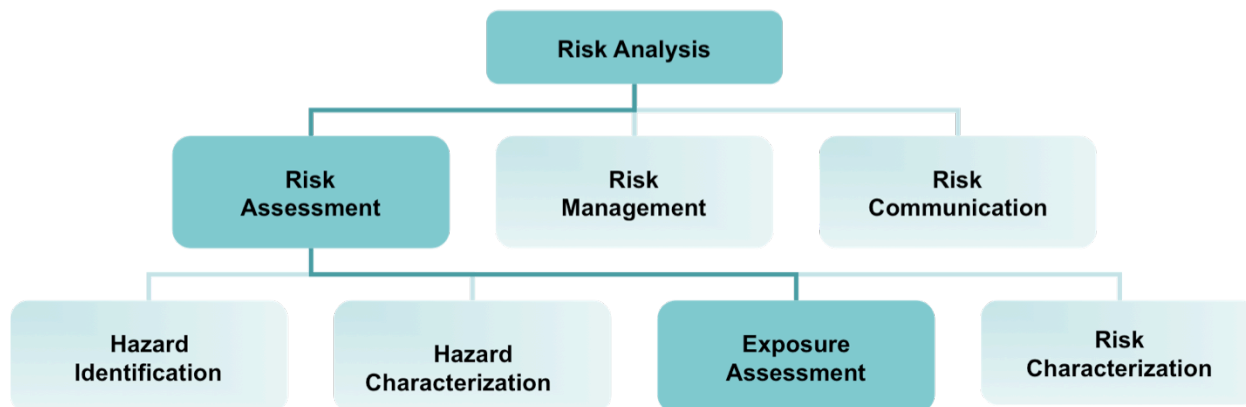 Risk Analysis
Risk
Assessment
Risk
Management
Risk
Communication
Hazard
Identification
Hazard
Characterization
Exposure
Assessment
Risk
Characterization